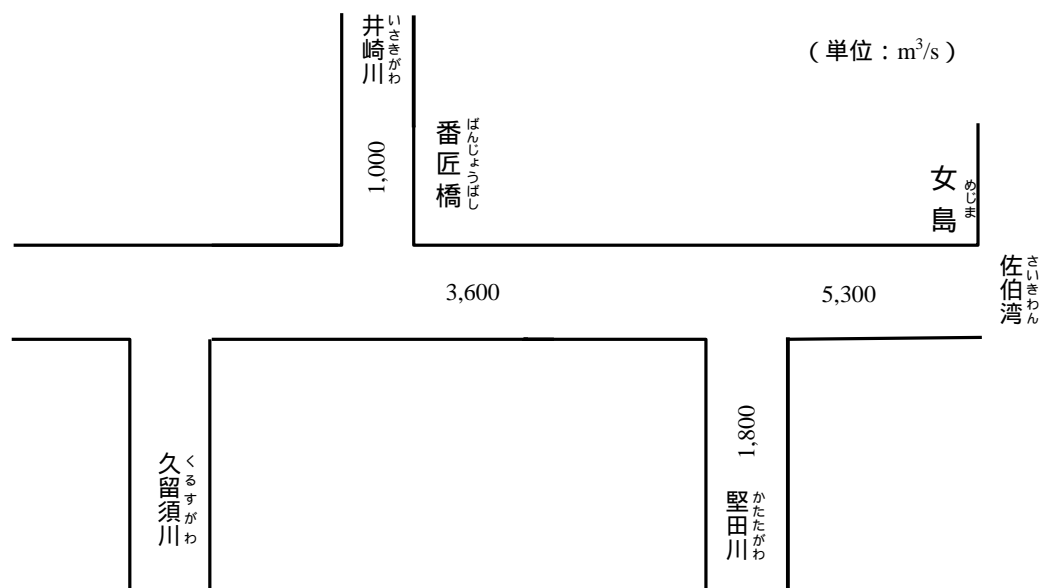 井崎川
いさきがわ
(単位：m³/s)
1,000
番匠橋
ばんじょうばし
女島
めじま
佐伯湾
さいきわん
3,600
5,300
1,800
久留須川
くるすがわ
堅田川
かたたがわ